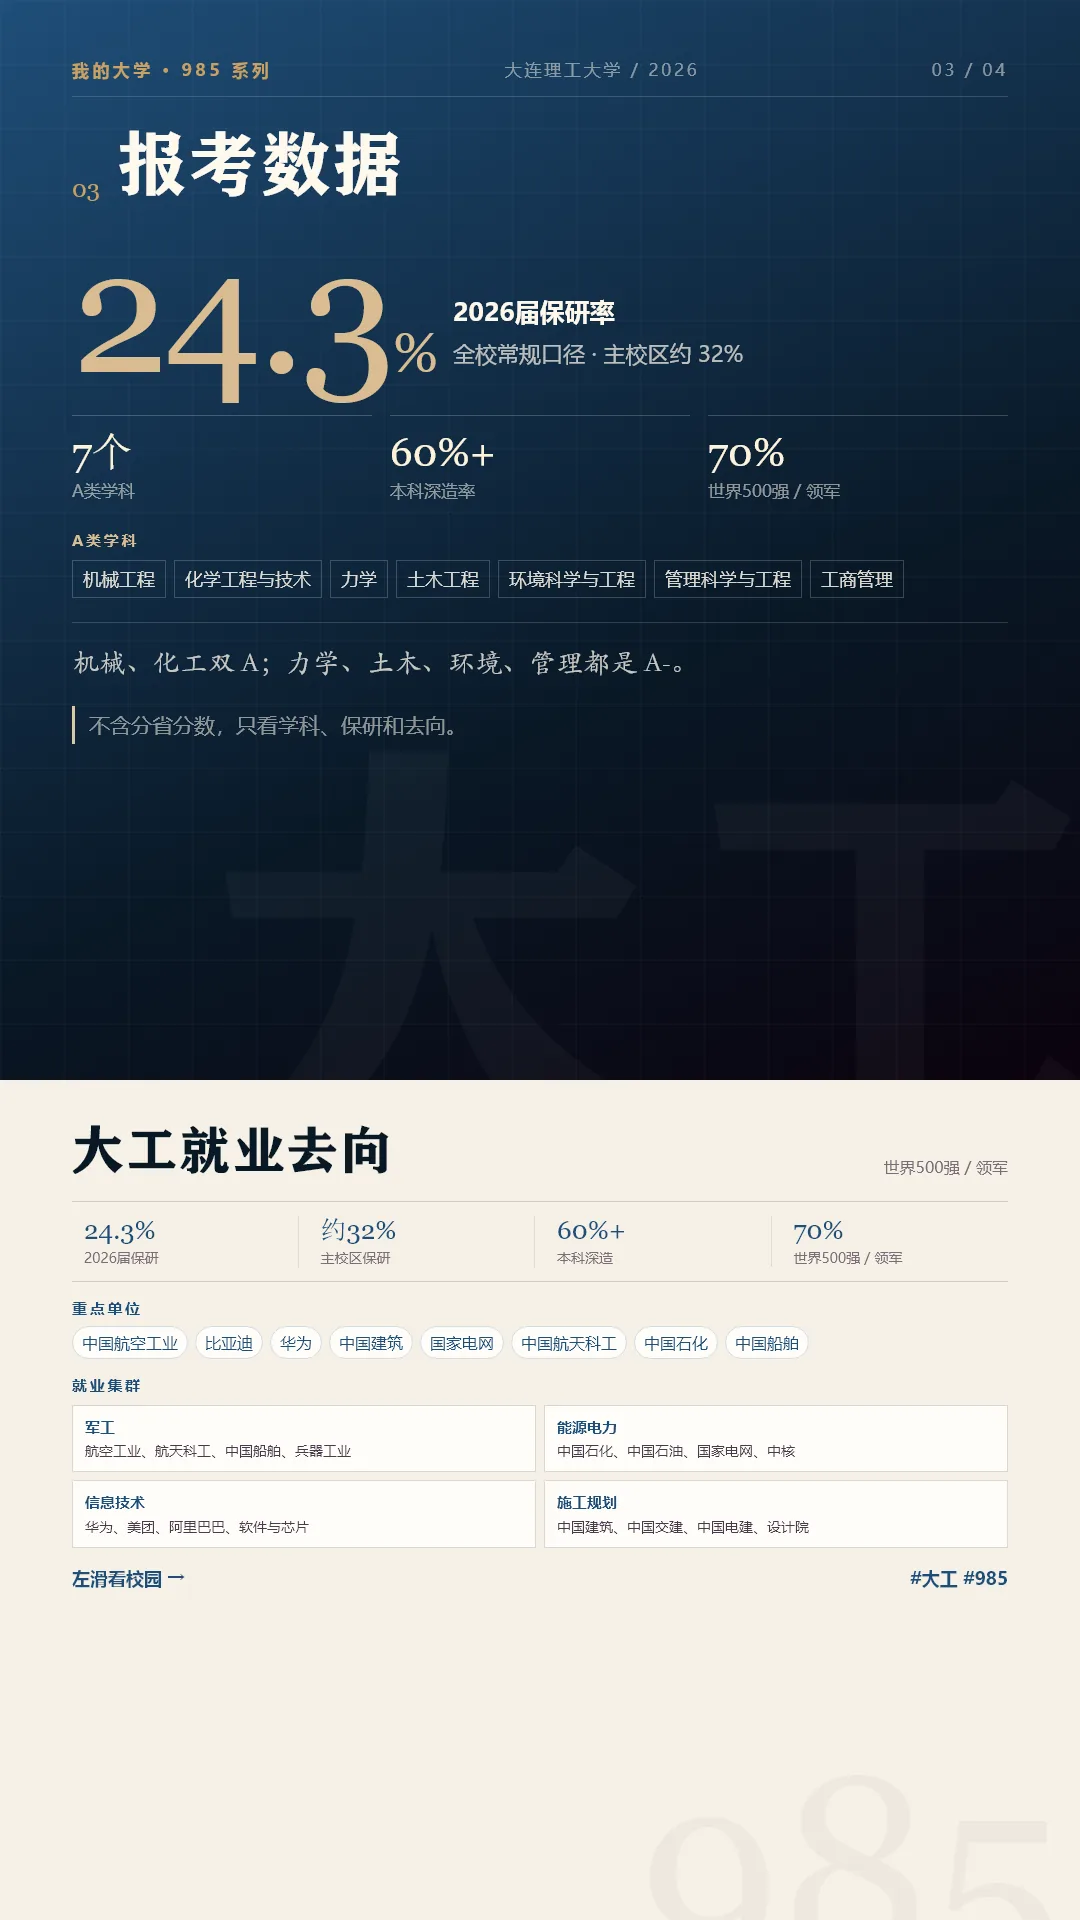 我的大学 • 985 系列
大连理工大学 / 2026
03 / 04
03 报考数据
24.3%
2026届保研率
全校常规口径 · 主校区约 32%
7个
A类学科
60%+
本科深造率
70%
世界500强 / 领军
A类学科
机械工程 化学工程与技术 力学 土木工程 环境科学与工程 管理科学与工程 工商管理
机械、化工双 A；力学、土木、环境、管理都是 A-。
不含分省分数，只看学科、保研和去向。
大工
大工就业去向
世界500强 / 领军
24.3%
2026届保研
约32%
主校区保研
60%+
本科深造
70%
世界500强 / 领军
重点单位
中国航空工业 比亚迪 华为 中国建筑 国家电网 中国航天科工 中国石化 中国船舶
就业集群
军工
航空工业、航天科工、中国船舶、兵器工业
能源电力
中国石化、中国石油、国家电网、中核
信息技术
华为、美团、阿里巴巴、软件与芯片
施工规划
中国建筑、中国交建、中国电建、设计院
左滑看校园 →
#大工 #985
985